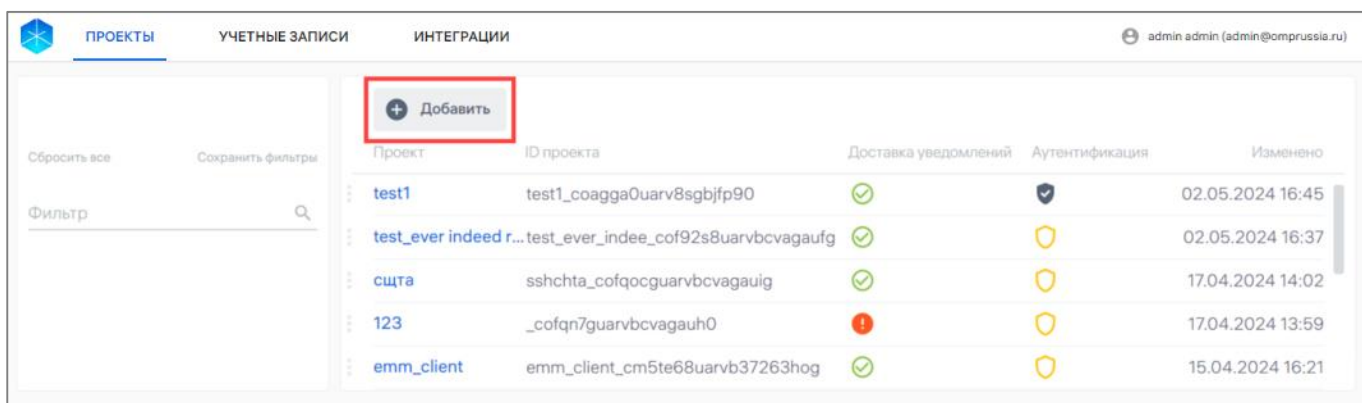 ПРОЕКТЫ УЧЕТНЫЕ ЗАПИСИ ИНТЕГРАЦИИ admin admin (admin@omprussia.ru)
Добавить
Сбросить все Сохранить фильтры
Фильтр
Проект ID проекта Доставка уведомлений Аутентификация Изменено
test1 test1_coagga0uarv8sgbjfp90 02.05.2024 16:45
test_ever indeed r... test_ever_indee_cof92s8uarvbcvagaufg 02.05.2024 16:37
сщта sshchta_cofqocguarvbcvagauig 17.04.2024 14:02
123 _cofqn7guarvbcvagauh0 17.04.2024 13:59
emm_client emm_client_cm5te68uarvb37263hog 15.04.2024 16:21